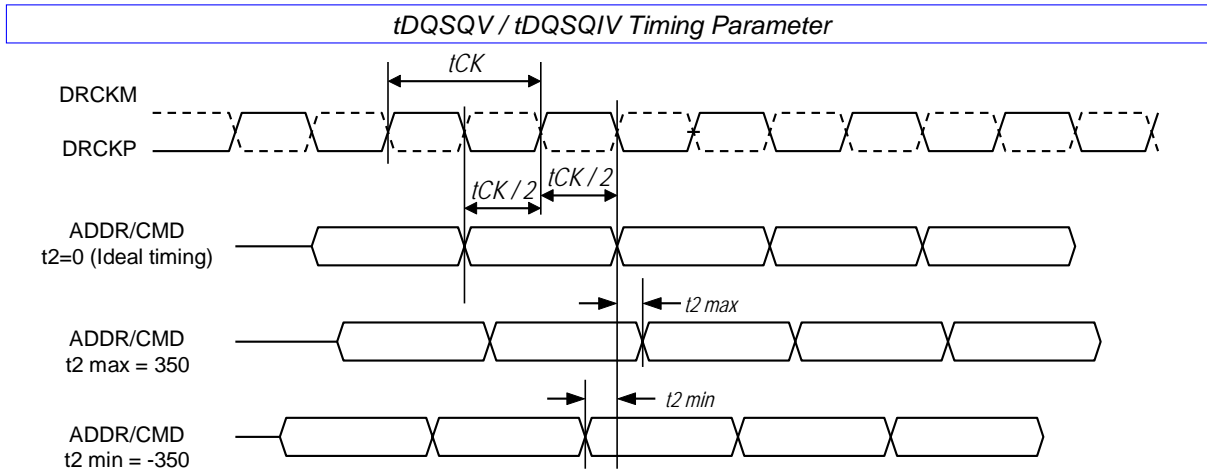 tDQSQV / tDQSQIV Timing Parameter
tCK
DRCKM
DRCKP
tCK / 2
tCK / 2
ADDR/CMD
t2=0 (Ideal timing)
t2 max
ADDR/CMD
t2 max = 350
t2 min
ADDR/CMD
t2 min = -350